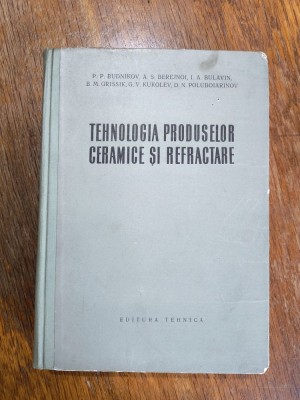 P. P. BUDNIKOV, A. S. BEREJNOI, I. A. BULAVIN,
B. M. GRISSIK, G. V. KUKOLEV, D. N. POLUBOIARINOV
TEHNOLOGIA PRODUSELOR
CERAMICE ȘI REFRACTARE
EDITURA TEHNICA